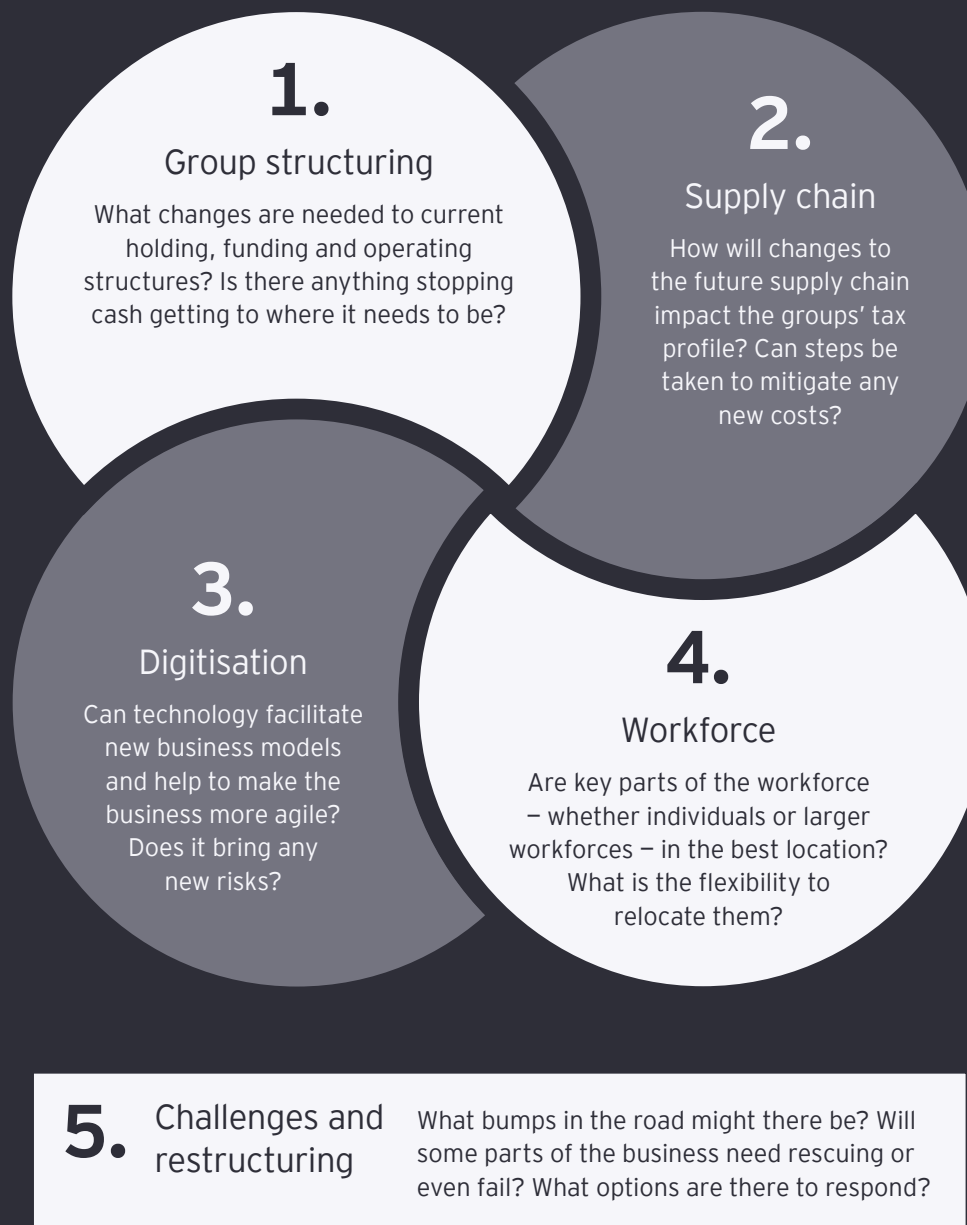 1.
Group structuring
What changes are needed to current
holding, funding and operating
structures? Is there anything stopping
cash getting to where it needs to be?
2.
Supply chain
How will changes to
the future supply chain
impact the groups’ tax
profile? Can steps be
taken to mitigate any
new costs?
3.
Digitisation
Can technology facilitate
new business models
and help to make the
business more agile?
Does it bring any
new risks?
4.
Workforce
Are key parts of the workforce
– whether individuals or larger
workforces – in the best location?
What is the flexibility to
relocate them?
5.
Challenges and
restructuring
What bumps in the road might there be? Will
some parts of the business need rescuing or
even fail? What options are there to respond?